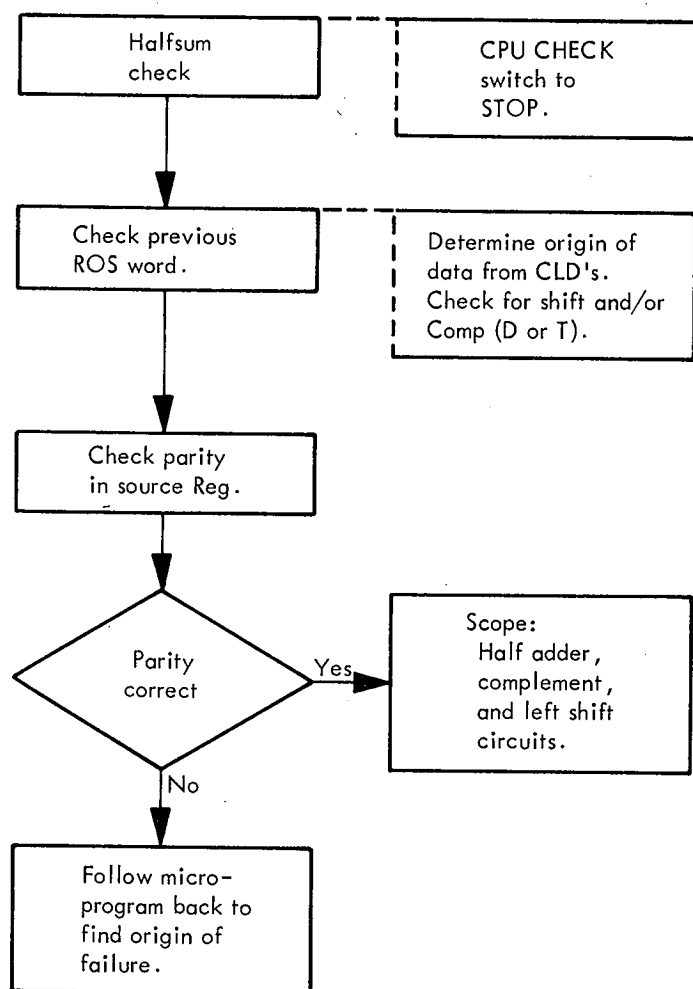 Halfsum
check
CPU CHECK
switch to
STOP.
Check previous
ROS word.
Determine origin of
data from CLD's.
Check for shift and/or
Comp (D or T).
Check parity
in source Reg.
Parity
correct
Yes
Scope:
Half adder,
complement,
and left shift
circuits.
No
Follow micro-
program back to
find origin of
failure.